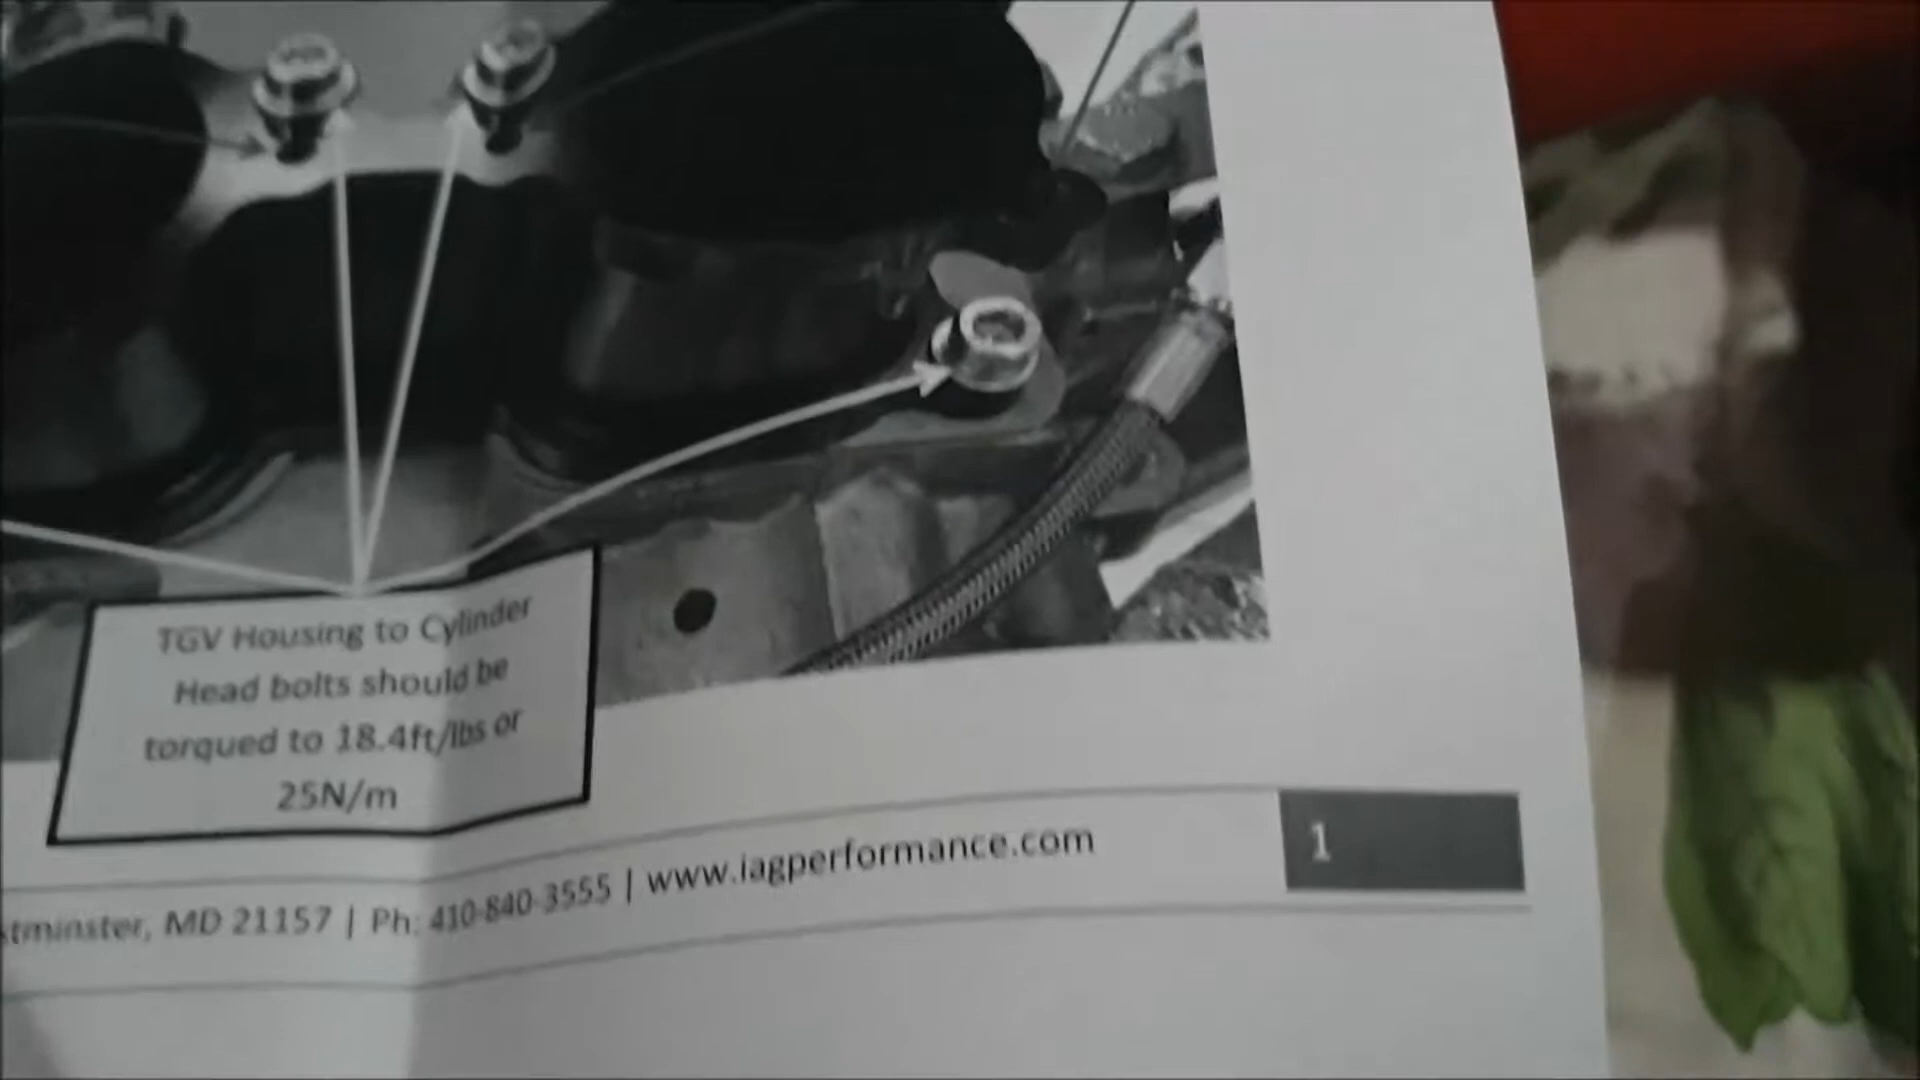 TGV Housing to Cylinder
Head bolts should be
torqued to 18.4ft/lbs or
25N/m
MD 21157 | Ph: 410-840-3555 | www.iagperformance.com
1